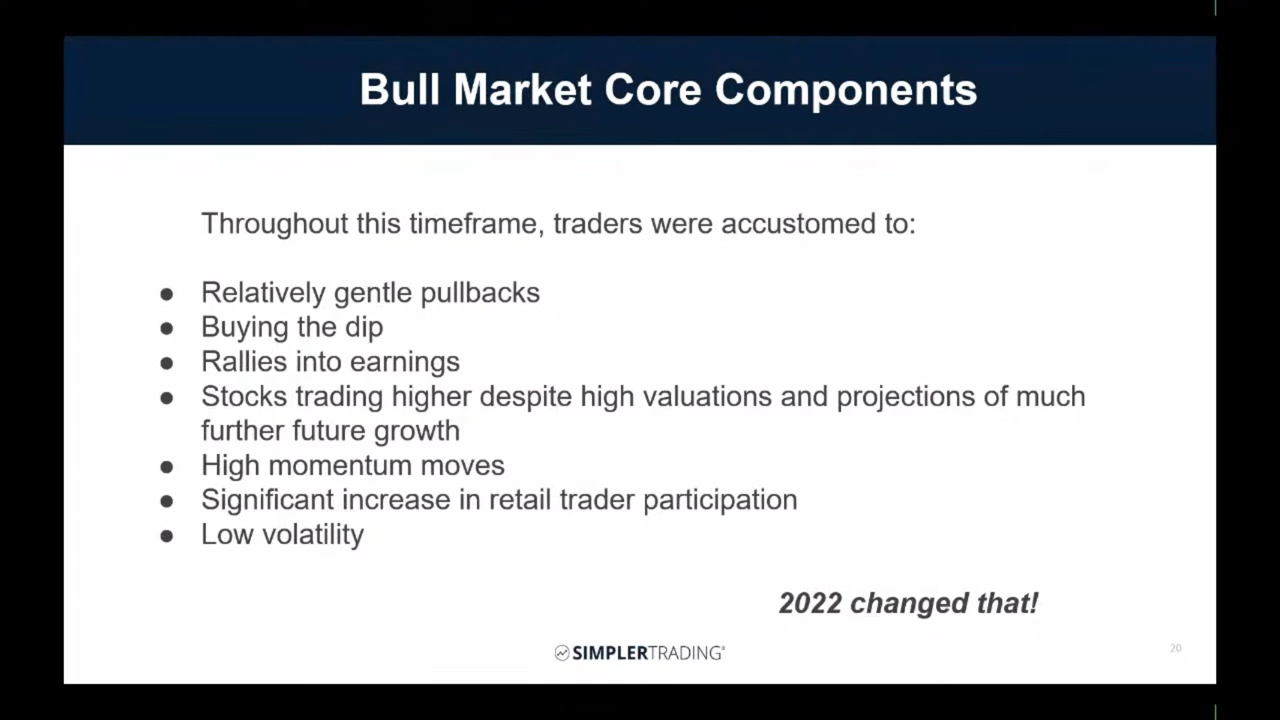 Bull Market Core Components
Throughout this timeframe, traders were accustomed to:
● Relatively gentle pullbacks
● Buying the dip
● Rallies into earnings
● Stocks trading higher despite high valuations and projections of much
further future growth
● High momentum moves
● Significant increase in retail trader participation
● Low volatility
2022 changed that!
SIMPLERTRADING®
20